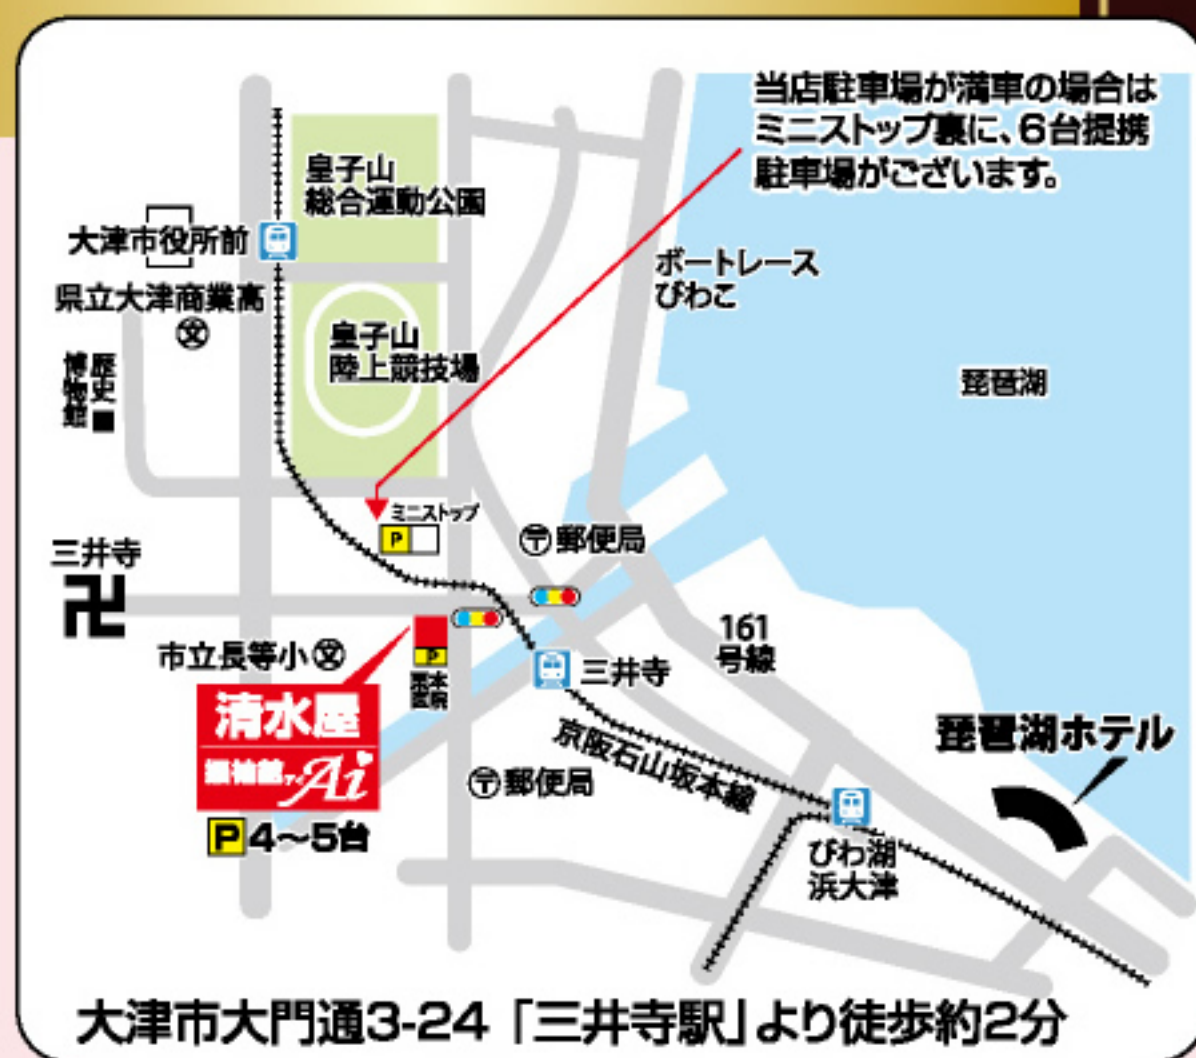 当店駐車場が満車の場合は
ミニストップ裏に、6台提携
駐車場がございます。
皇子山
総合運動公園
大津市役所前
ボートレース
びわこ
県立大津商業高
文
皇子山
陸上競技場
歴史
博物館
琵琶湖
ミニストップ
P
〒郵便局
三井寺
卍
市立長等小文
P
161
号線
三井寺
清水屋
振袖館
Ai
京阪石山坂本線
琵琶湖ホテル
〒郵便局
P4〜5台
びわ湖
浜大津
大津市大門通3-24「三井寺駅」より徒歩約2分